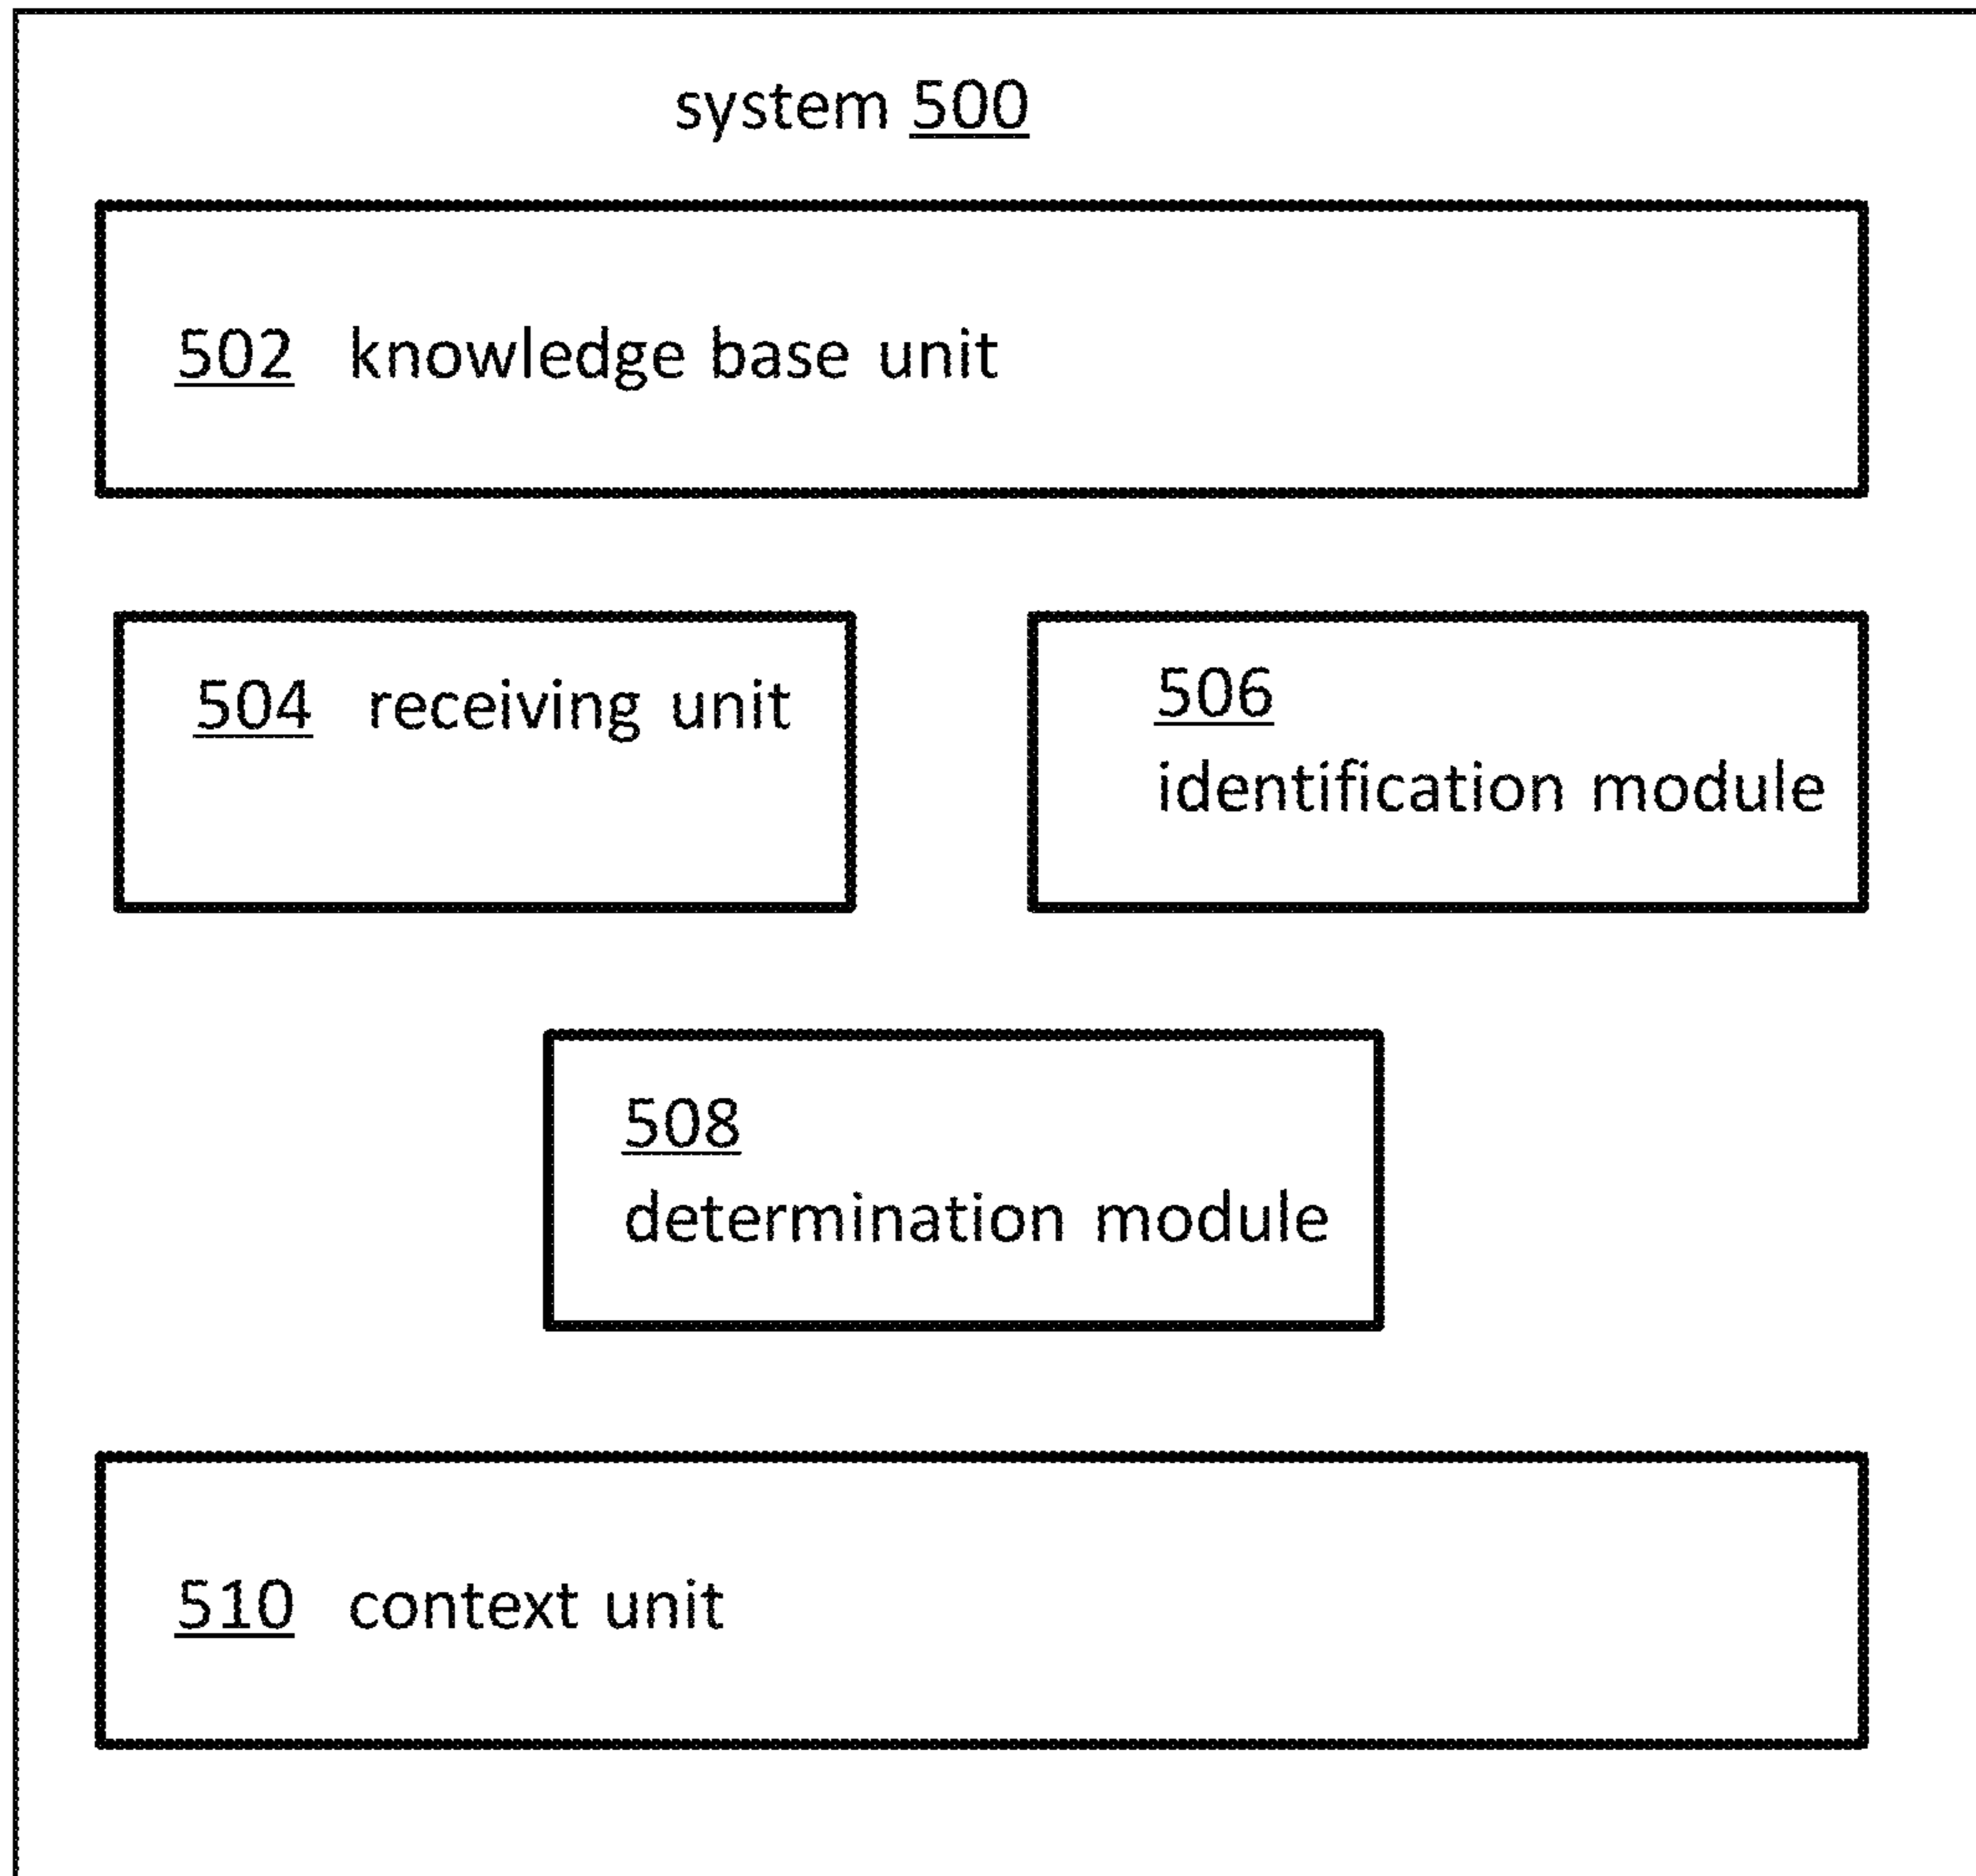 system 500
502 knowledge base unit
504 receiving unit
506
identification module
508
determination module
510 context unit